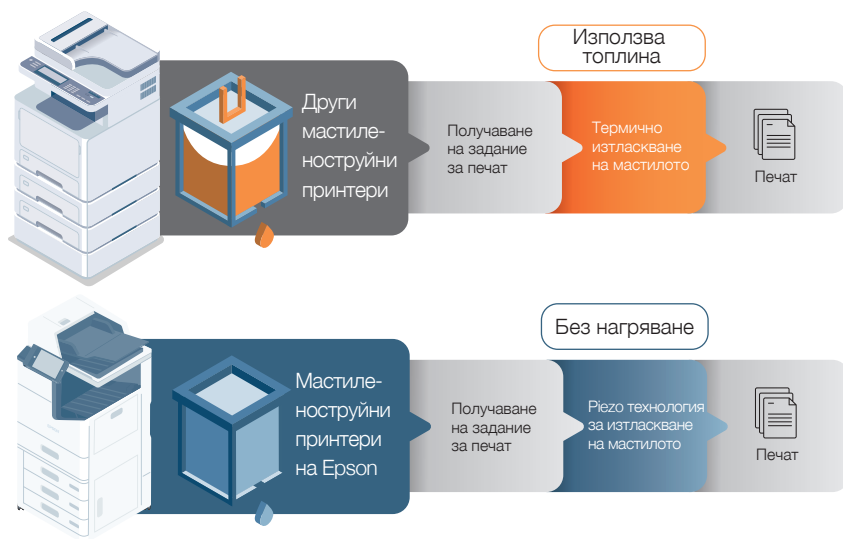 Използва
топлина
Други
мастиле-
ноструйни
принтери
Получаване
на задание
за печат
Термично
изтласкване
на мастилото
Печат
Без нагряване
Мастиле-
ноструйни
принтери
на Epson
Получаване
на задание
за печат
Piezo технология
за изтласкване
на мастилото
Печат